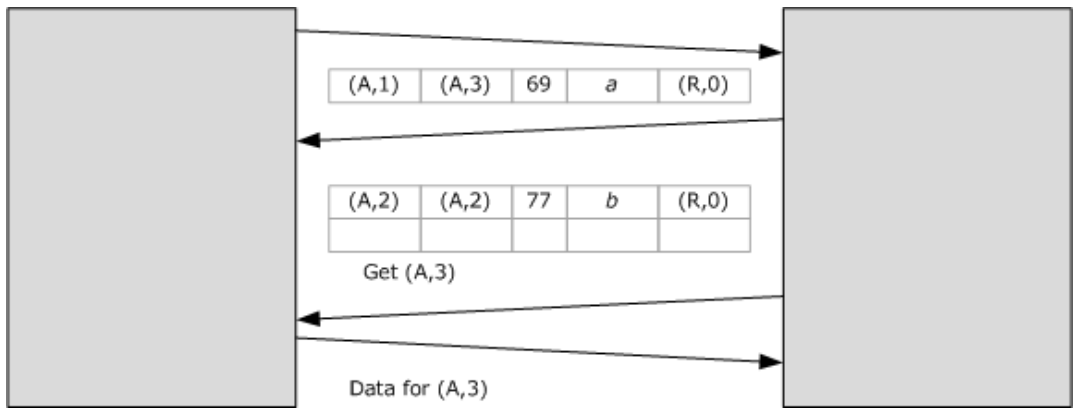 (A,1) (A,3) 69 a (R,0)
(A,2) (A,2) 77 b (R,0)
Get (A,3)
Data for (A,3)